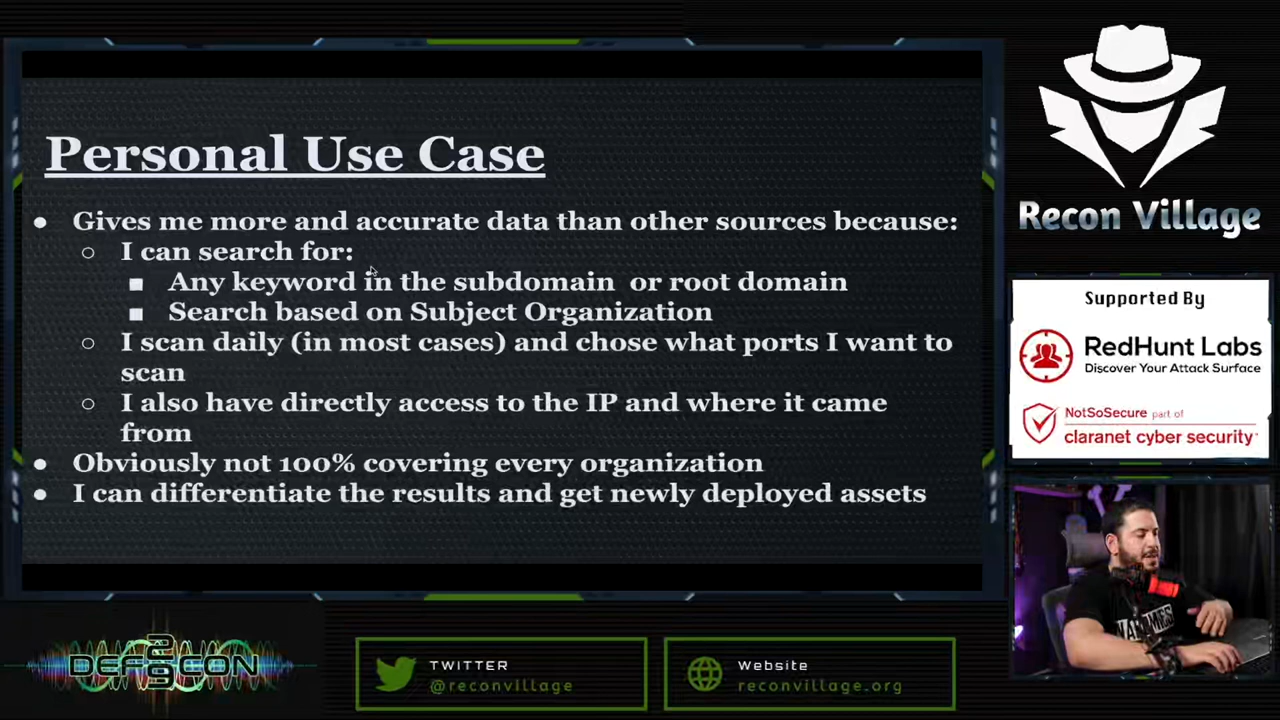 Personal Use Case
● Gives me more and accurate data than other sources because:
○ I can search for:
■ Any keyword in the subdomain or root domain
■ Search based on Subject Organization
○ I scan daily (in most cases) and chose what ports I want to
scan
○ I also have directly access to the IP and where it came
from
● Obviously not 100% covering every organization
● I can differentiate the results and get newly deployed assets
Recon Village
Supported By
RedHunt Labs
Discover Your Attack Surface
NotSoSecure part of
claranet cyber security
DEF CON
29
TWITTER
@reconvillage
Website
reconvillage.org